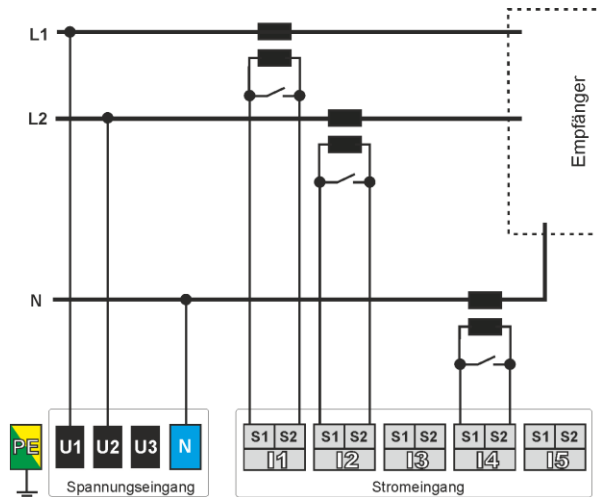 L1
L2
Empfänger
N
PE U1 U2 U3 N
S1 S2 S1 S2 S1 S2 S1 S2 S1 S2
I1 I2 I3 I4 I5
Spannungseingang Stromeingang